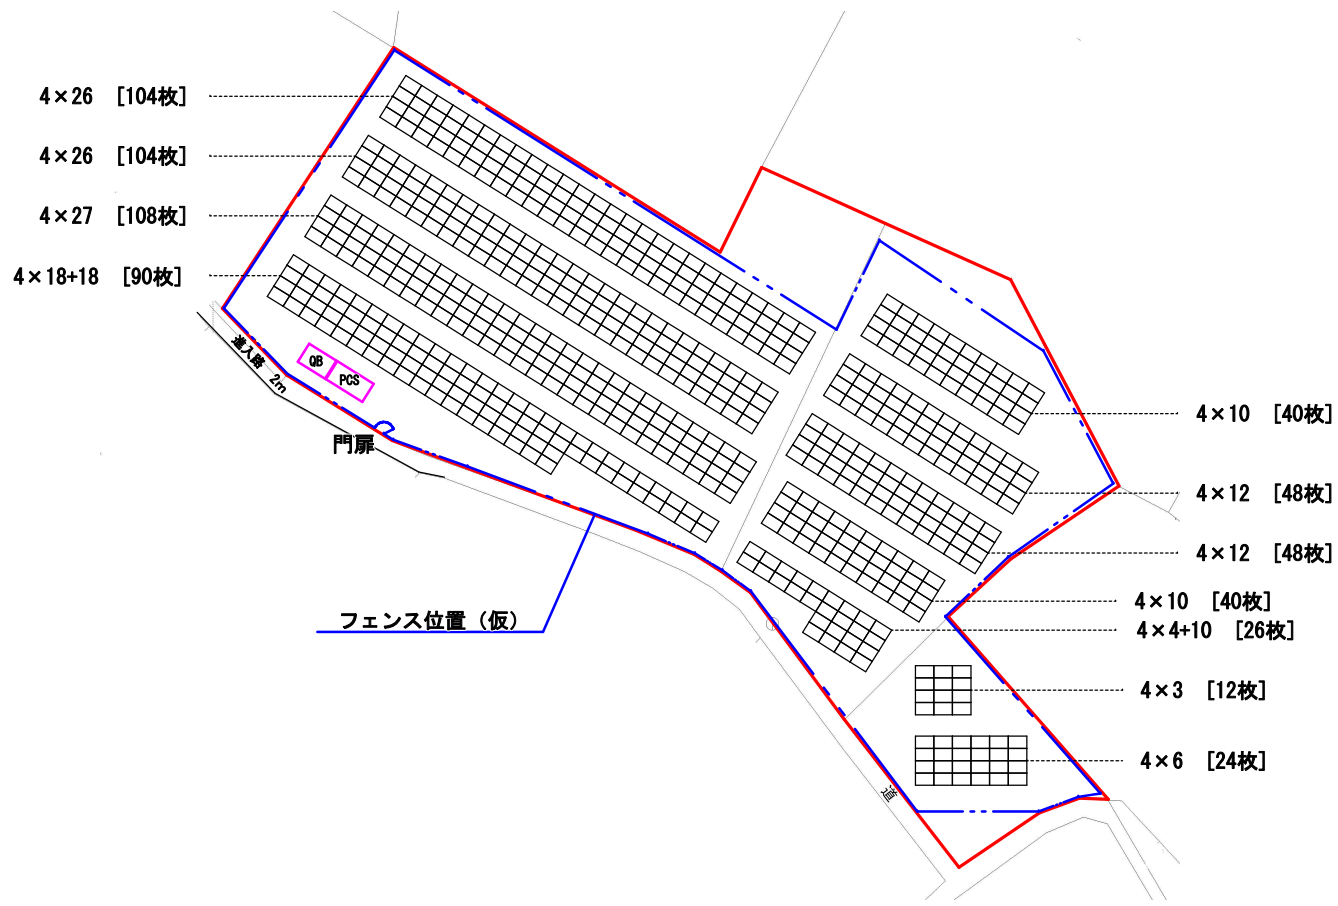 4×26 [104枚]
4×26 [104枚]
4×27 [108枚]
4×18+18 [90枚]
進入路 2m
QB
PCS
門扉
フェンス位置（仮）
4×10 [40枚]
4×12 [48枚]
4×12 [48枚]
4×10 [40枚]
4×4+10 [26枚]
4×3 [12枚]
4×6 [24枚]
道